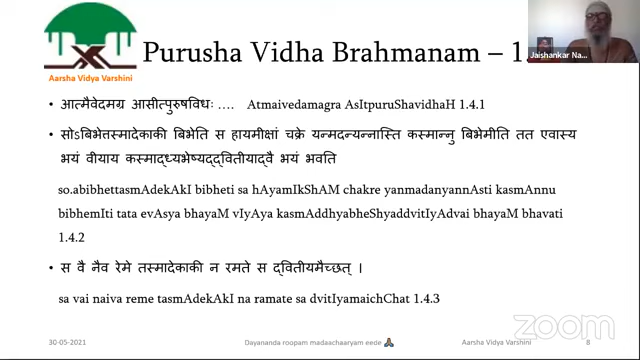 Aarsha Vidya Varshini
Purusha Vidha Brahmanam – 1.
Jaishankar Na...
• आत्मैवेदमग्र आसीत्पुरुषविधः .... Atmaivedamagra AsItpuruShavidhaH 1.4.1
• सोऽबिभेत्तस्मादेकाकी बिभेति स हायमीक्षां चक्रे यन्मदन्यन्नास्ति कस्मान्नु बिभेमीति तत एवास्य
भयं वीयाय कस्माद्ध्यभेष्यद्द्वितीयाद्वै भयं भवति
so.abibhettasmAdekAkI bibheti sa hAyamIkShAM chakre yanmadanyannAsti kasmAnnu
bibhemIti tata evAsya bhayaM vIyAya kasmAddhyabheShyaddvitIyAdvai bhayaM bhavati
1.4.2
• स वै नैव रेमे तस्मादेकाकी न रमते स द्वितीयमैच्छत् ।
sa vai naiva reme tasmAdekAkI na ramate sa dvitIyamaichChat 1.4.3
zoom
30-05-2021 Dayananda roopam madaachaaryam eede 🙏 Aarsha Vidya Varshini 8